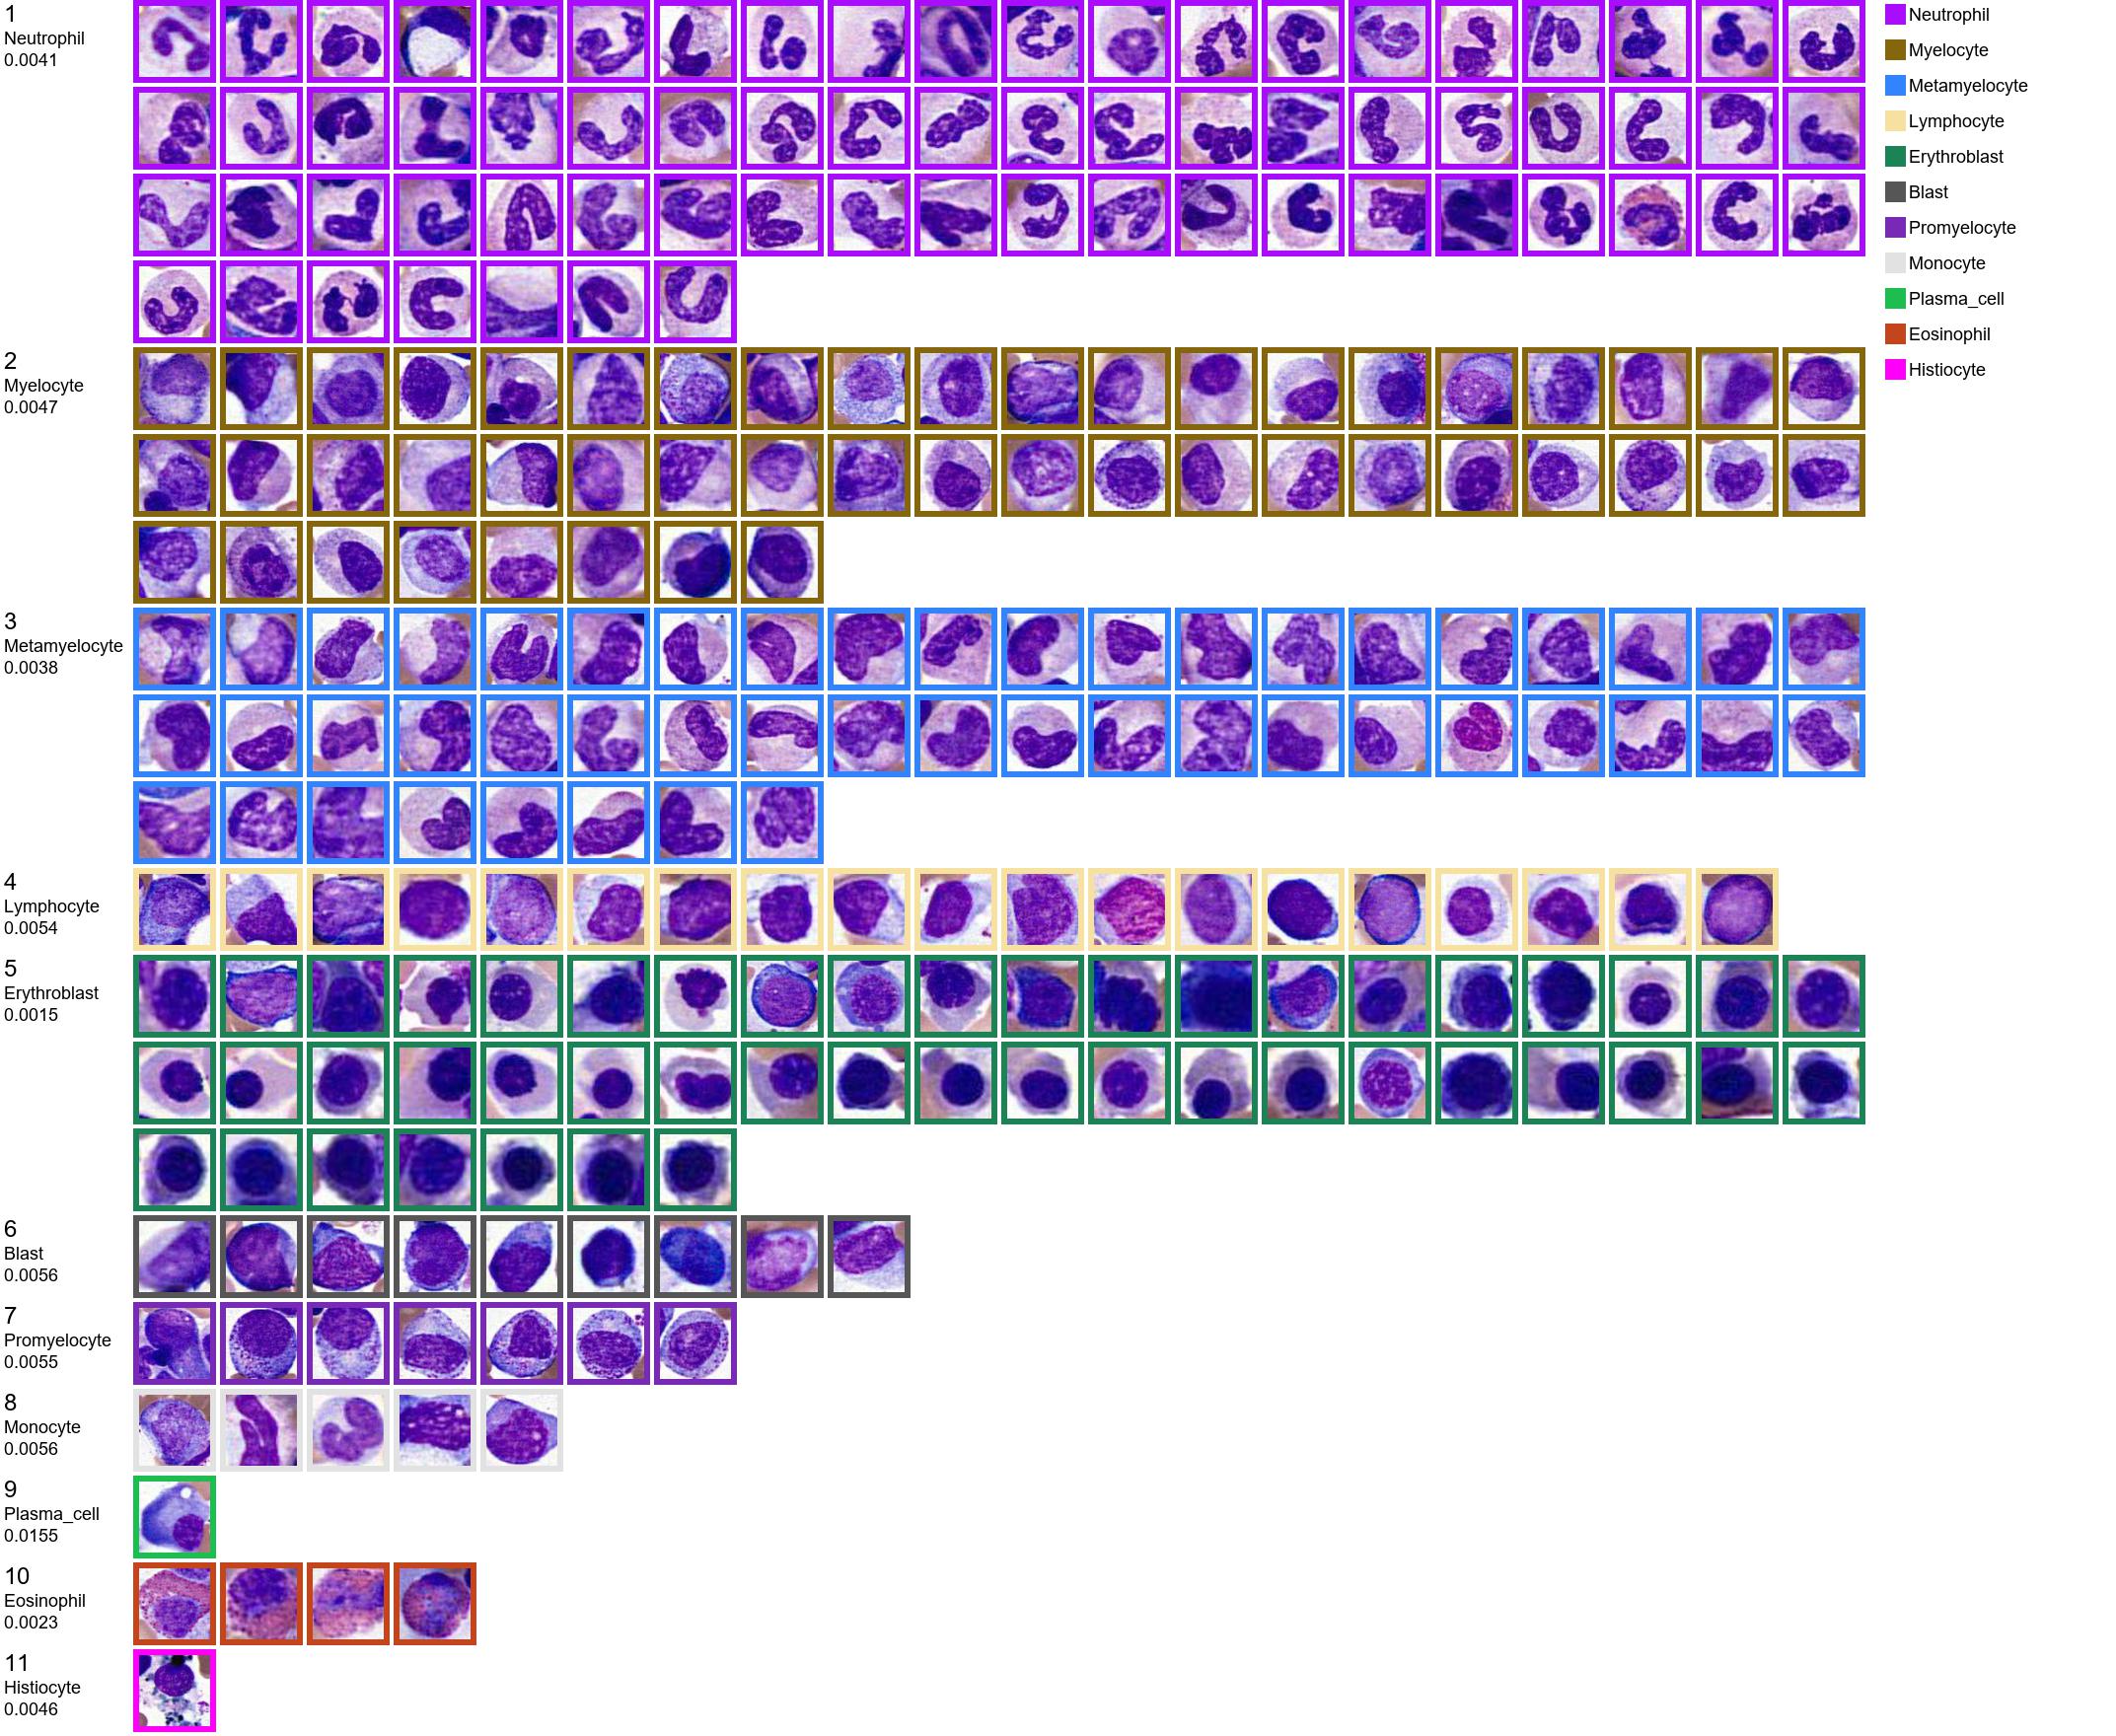 1
Neutrophil
0.0041
2
Myelocyte
0.0047
3
Metamyelocyte
0.0038
4
Lymphocyte
0.0054
5
Erythroblast
0.0015
6
Blast
0.0056
7
Promyelocyte
0.0055
8
Monocyte
0.0056
9
Plasma_cell
0.0155
10
Eosinophil
0.0023
11
Histiocyte
0.0046
Neutrophil
Myelocyte
Metamyelocyte
Lymphocyte
Erythroblast
Blast
Promyelocyte
Monocyte
Plasma_cell
Eosinophil
Histiocyte